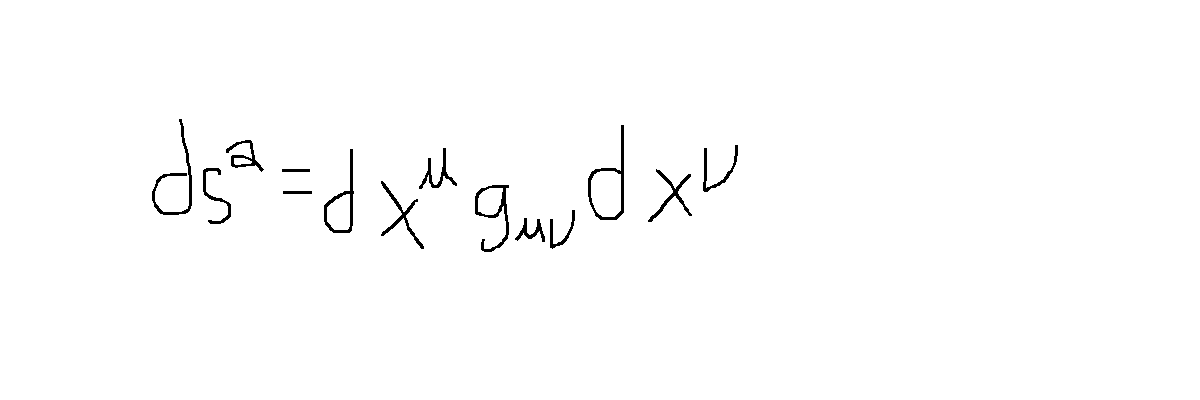 ds² = dx^μ g_μν dx^ν